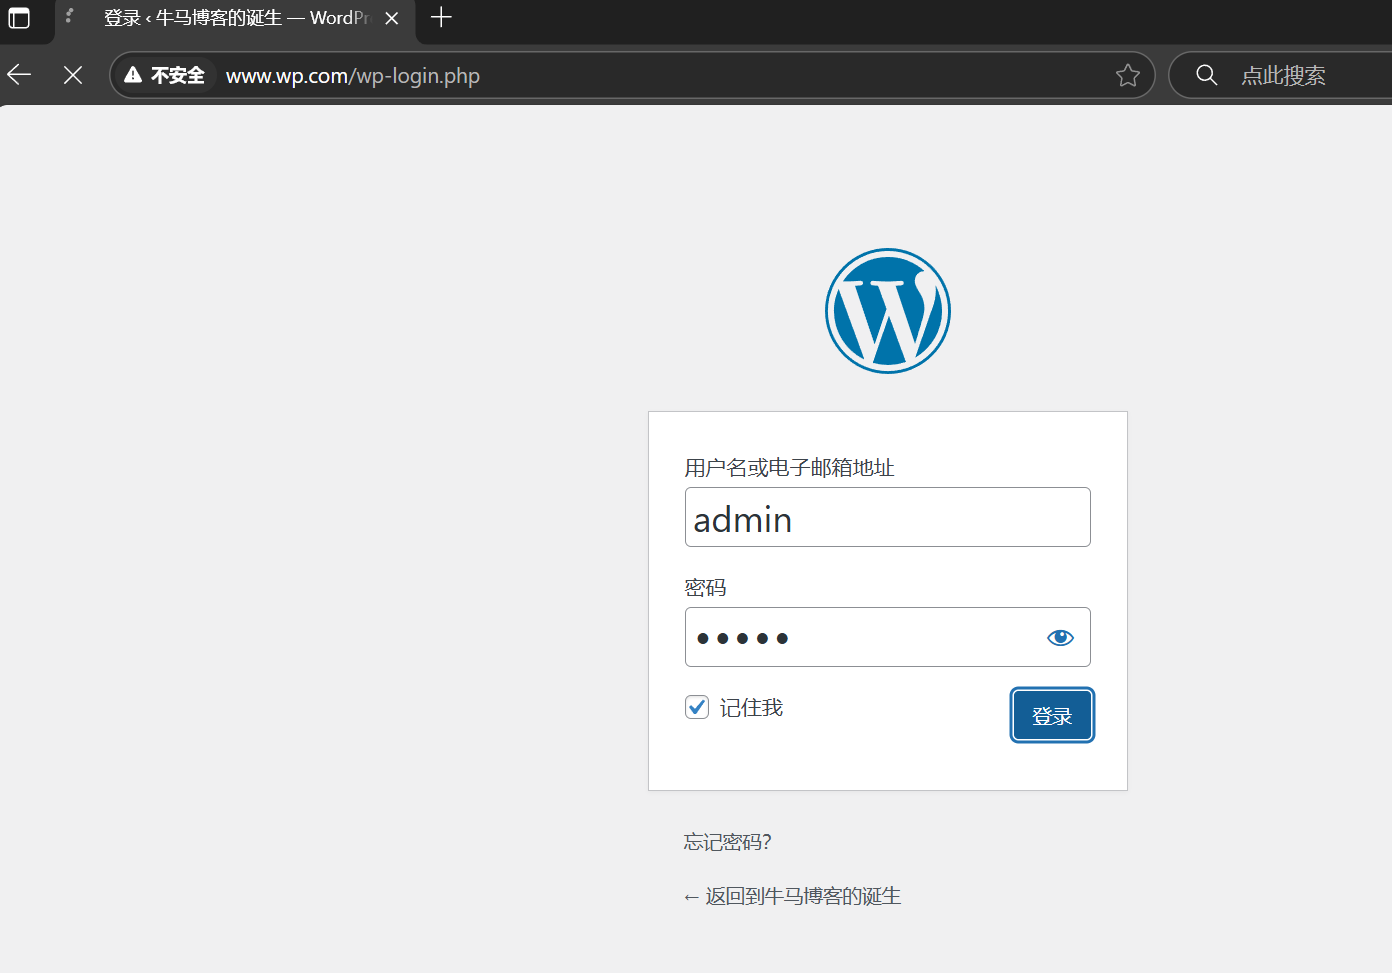 登录 ‹ 牛马博客的诞生 — WordPr
不安全 www.wp.com/wp-login.php 点此搜索
用户名或电子邮箱地址
admin
密码
记住我 登录
忘记密码？
← 返回到牛马博客的诞生